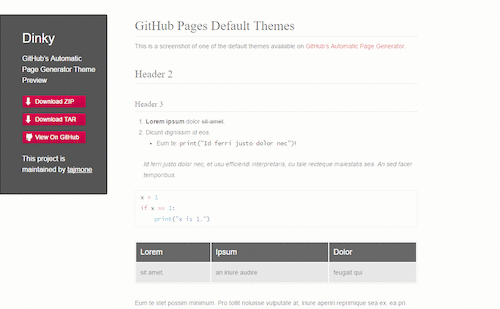 Dinky
GitHub's Automatic
Page Generator Theme
Preview
Download ZIP
Download TAR
View On GitHub
This project is
maintained by tajmone
GitHub Pages Default Themes
This is a screenshot of one of the default themes available on GitHub's Automatic Page Generator.
Header 2
Header 3
1. Lorem ipsum dolor sit amet.
2. Dicunt dignissim at eos.
• Eum te: print("Id ferri justo dolor nec")!
Id ferri justo dolor nec, et usu efficiendi interpretaris, cu tale recteque maiestatis sea. An sed facer
temporibus.
x = 1
if x == 1:
print("x is 1.")
Lorem Ipsum Dolor
sit amet. an iriure audire feugait qui
Eum te stet possim minimum. Pro tollit noluisse vulputate at, iriure aperiri reprimique sea ex, ea pri